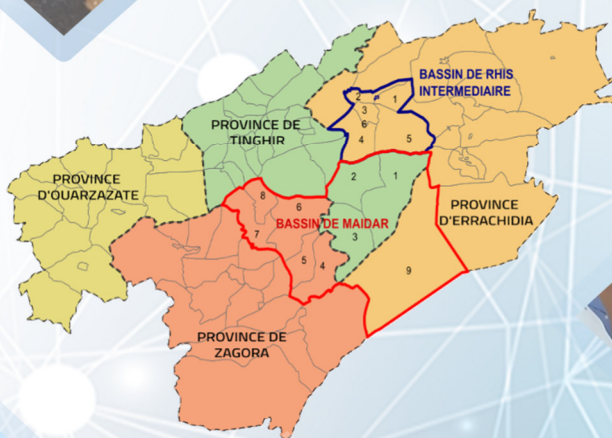 BASSIN DE RHIS
INTERMEDIAIRE
2
1
3
6
4
5
PROVINCE DE
TINGHIR
PROVINCE
D'OUARZAZATE
2
1
8
6
BASSIN DE MAIDAR
7
3
5
4
PROVINCE
D'ERRACHIDIA
9
PROVINCE DE
ZAGORA